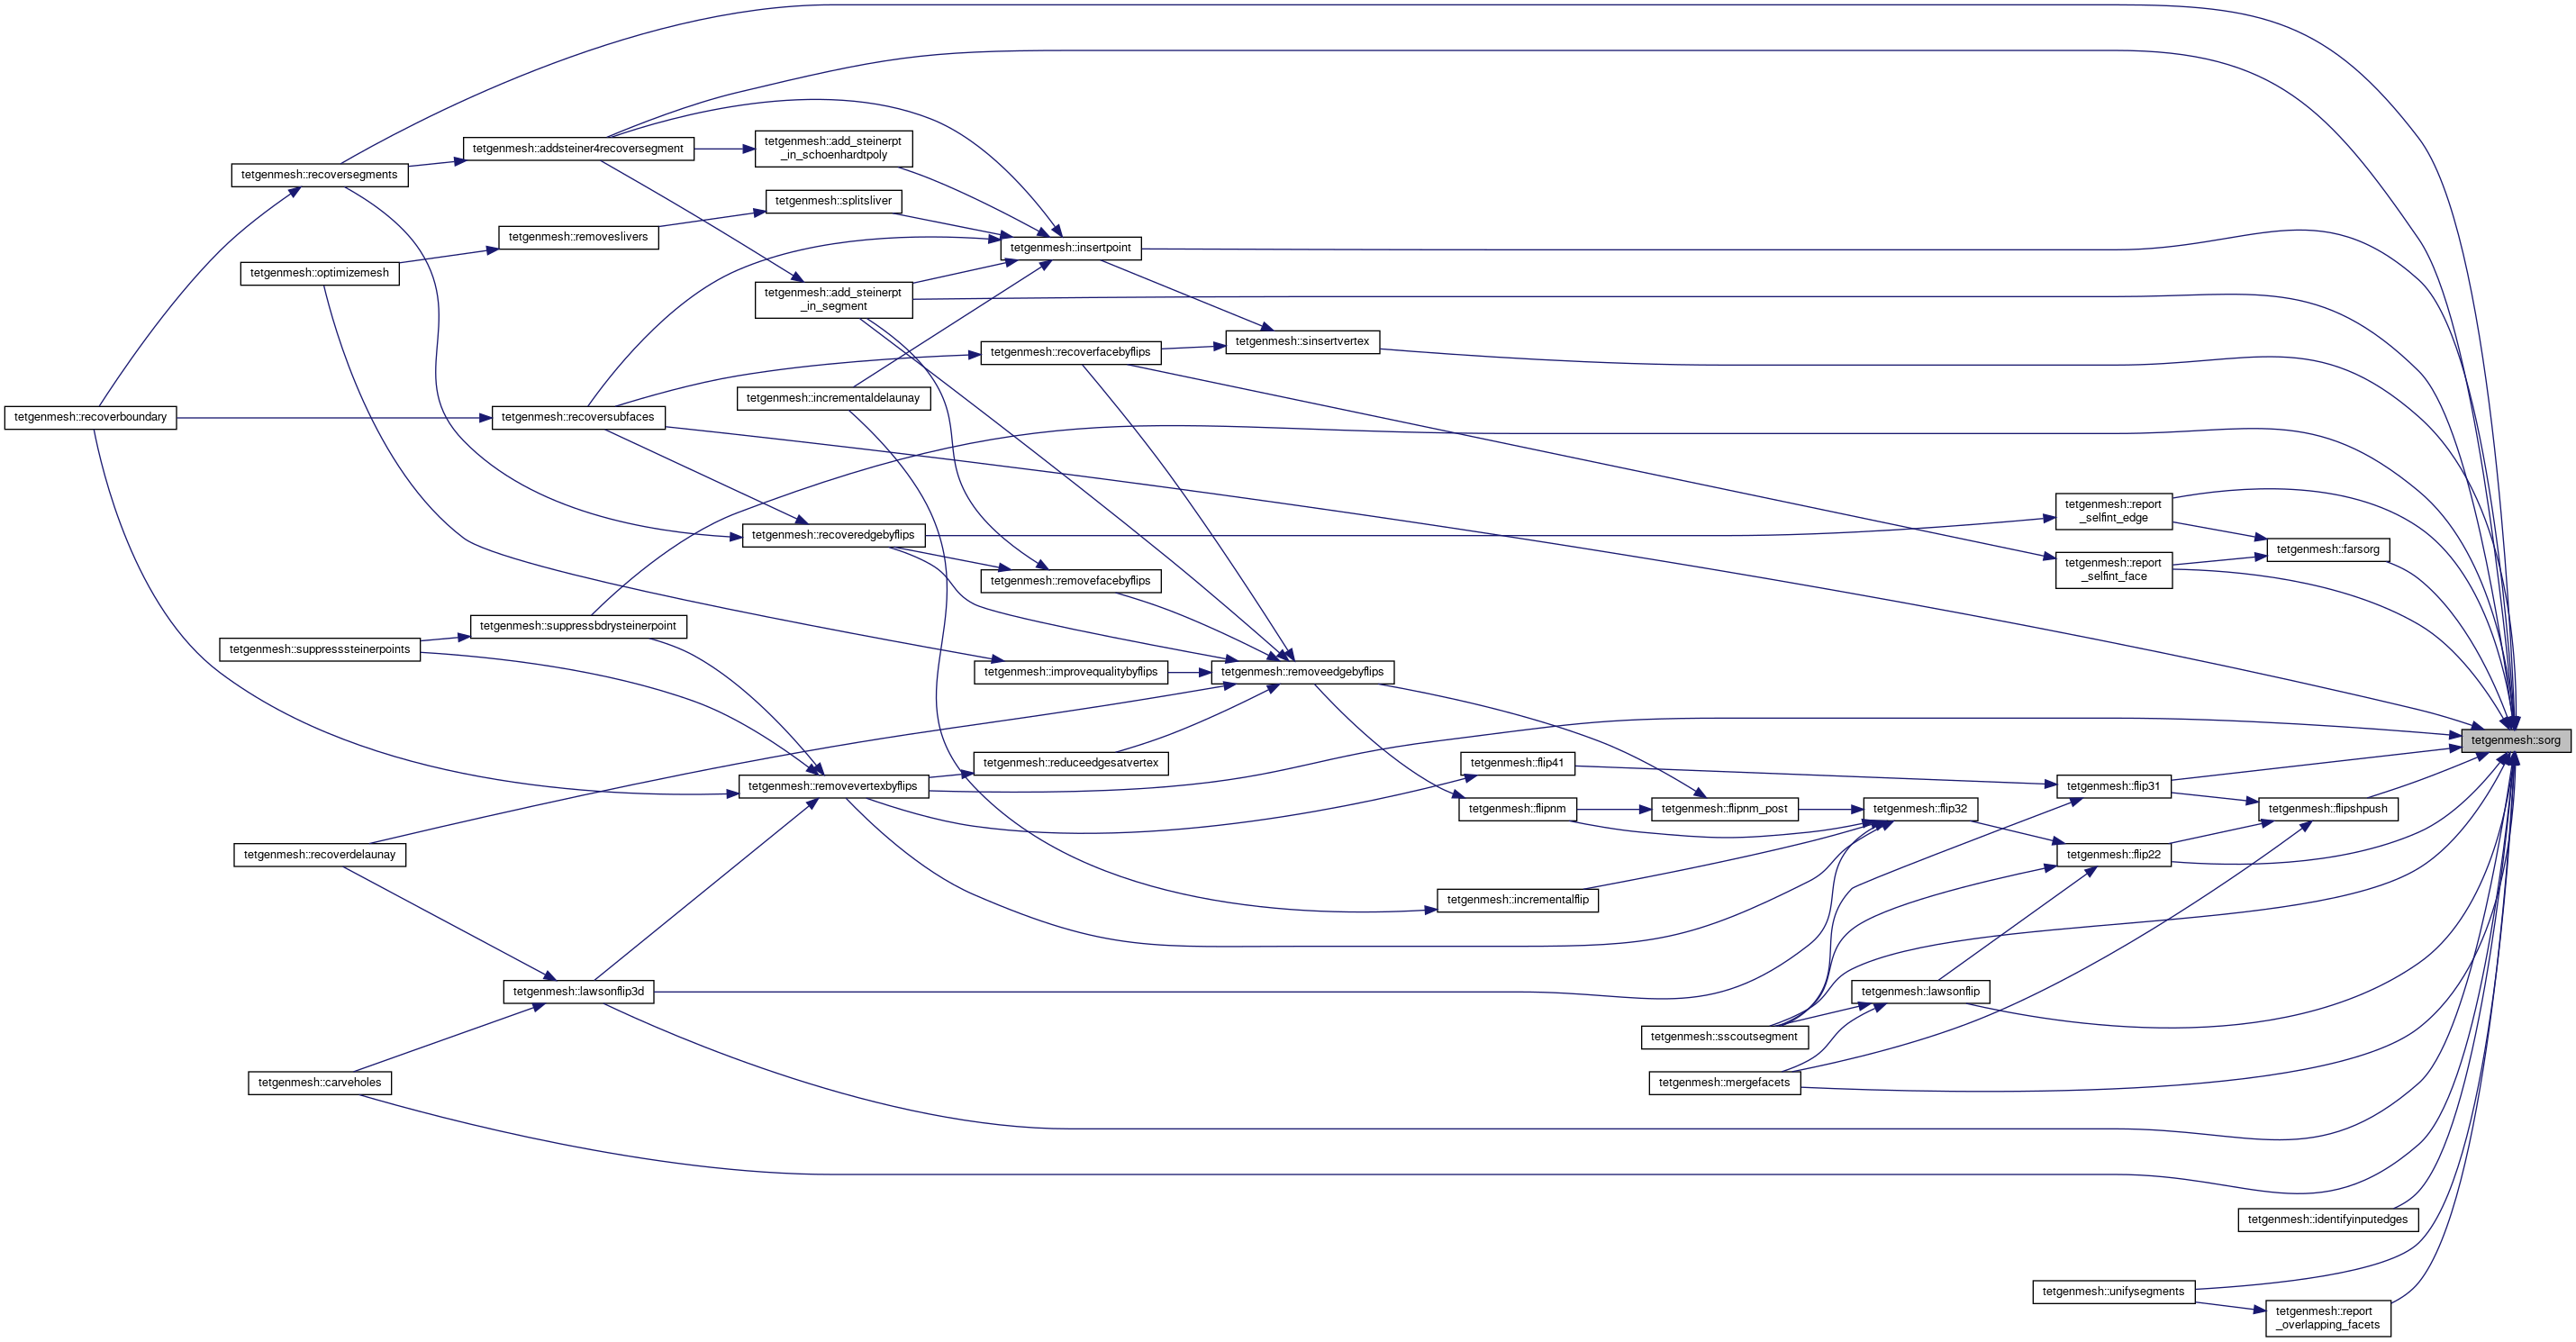 tetgenmesh::addsteiner4recoversegment
tetgenmesh::add_steinerpt
_in_schoenhardtpoly
tetgenmesh::recoversegments
tetgenmesh::splitsliver
tetgenmesh::removeslivers
tetgenmesh::insertpoint
tetgenmesh::optimizemesh
tetgenmesh::add_steinerpt
_in_segment
tetgenmesh::sinsertvertex
tetgenmesh::recoverfacebyflips
tetgenmesh::incrementaldelaunay
tetgenmesh::recoverboundary
tetgenmesh::recoversubfaces
tetgenmesh::report
_selfint_edge
tetgenmesh::recoveredgebyflips
tetgenmesh::farsorg
tetgenmesh::report
_selfint_face
tetgenmesh::removefacebyflips
tetgenmesh::suppressbdrysteinerpoint
tetgenmesh::suppresssteinerpoints
tetgenmesh::improvequalitybyflips
tetgenmesh::removeedgebyflips
tetgenmesh::sorg
tetgenmesh::reduceedgesatvertex
tetgenmesh::flip41
tetgenmesh::removevertexbyflips
tetgenmesh::flip31
tetgenmesh::flipnm
tetgenmesh::flipnm_post
tetgenmesh::flip32
tetgenmesh::flipshpush
tetgenmesh::recoverdelaunay
tetgenmesh::flip22
tetgenmesh::incrementalflip
tetgenmesh::lawsonflip3d
tetgenmesh::lawsonflip
tetgenmesh::sscoutsegment
tetgenmesh::carveholes
tetgenmesh::mergefacets
tetgenmesh::identifyinputedges
tetgenmesh::unifysegments
tetgenmesh::report
_overlapping_facets